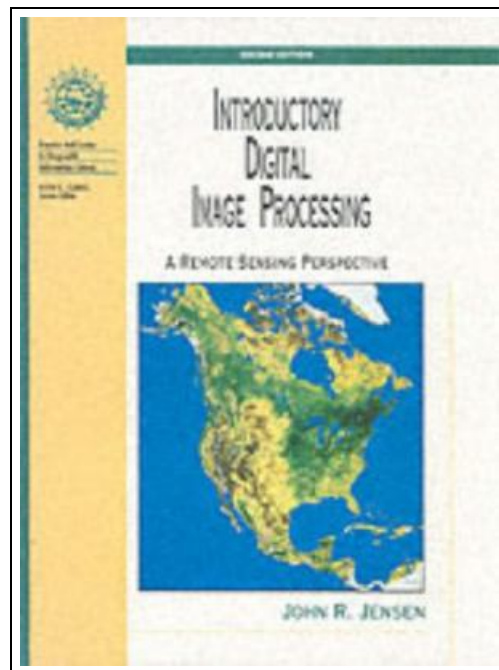 SECOND EDITION
INTRODUCTORY
DIGITAL
IMAGE PROCESSING
A REMOTE SENSING PERSPECTIVE
JOHN R. JENSEN